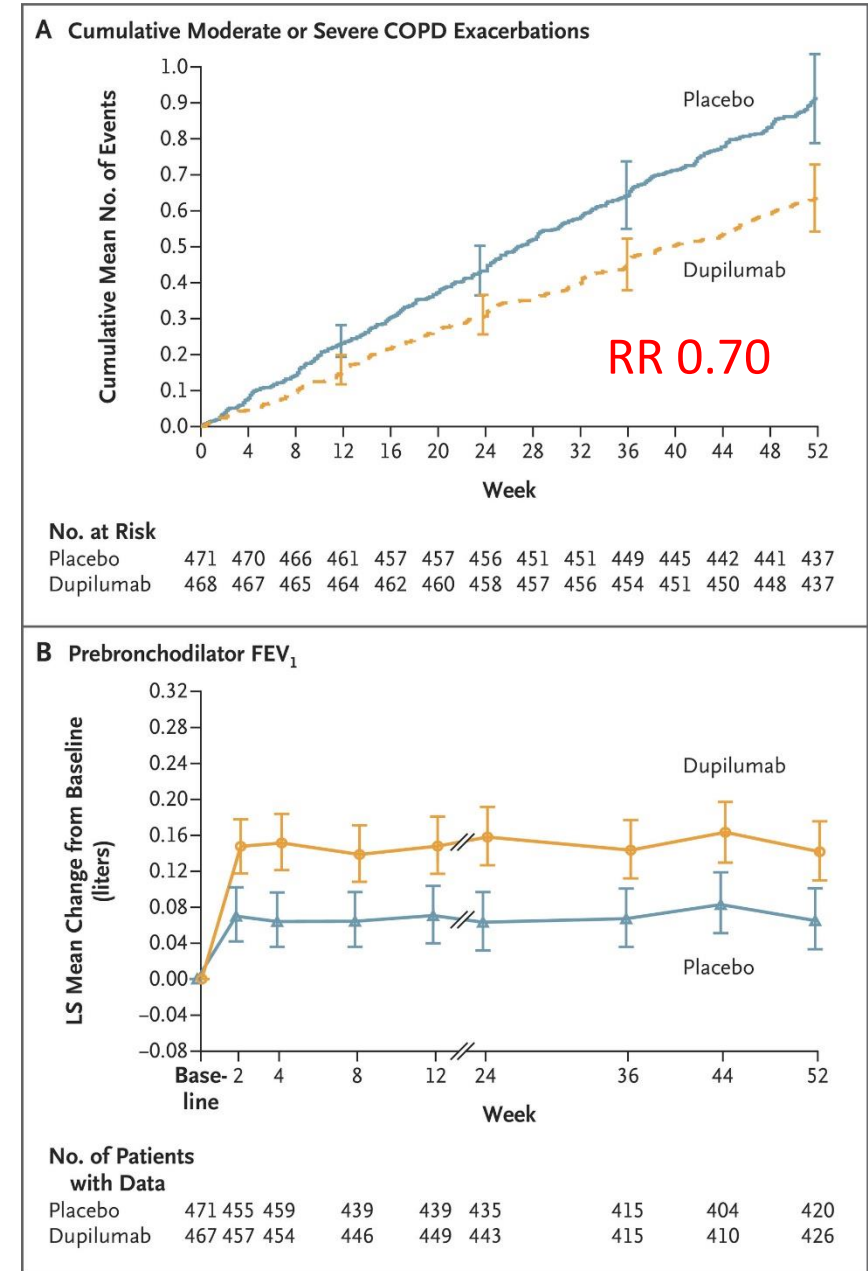 A Cumulative Moderate or Severe COPD Exacerbations
Cumulative Mean No. of Events
1.0
0.9
0.8
0.7
0.6
0.5
0.4
0.3
0.2
0.1
0.0
Placebo
Dupilumab
RR 0.70
0 4 8 12 16 20 24 28 32 36 40 44 48 52
Week
No. at Risk
Placebo 471 470 466 461 457 457 456 451 451 449 445 442 441 437
Dupilumab 468 467 465 464 462 460 458 457 456 454 451 450 448 437
B Prebronchodilator FEV₁
LS Mean Change from Baseline
(liters)
0.32
0.28
0.24
0.20
0.16
0.12
0.08
0.04
0.00
−0.04
−0.08
Dupilumab
Placebo
Base- 2 4 8 12 24 36 44 52
line
Week
No. of Patients
with Data
Placebo 471 455 459 439 439 435 415 404 420
Dupilumab 467 457 454 446 449 443 415 410 426